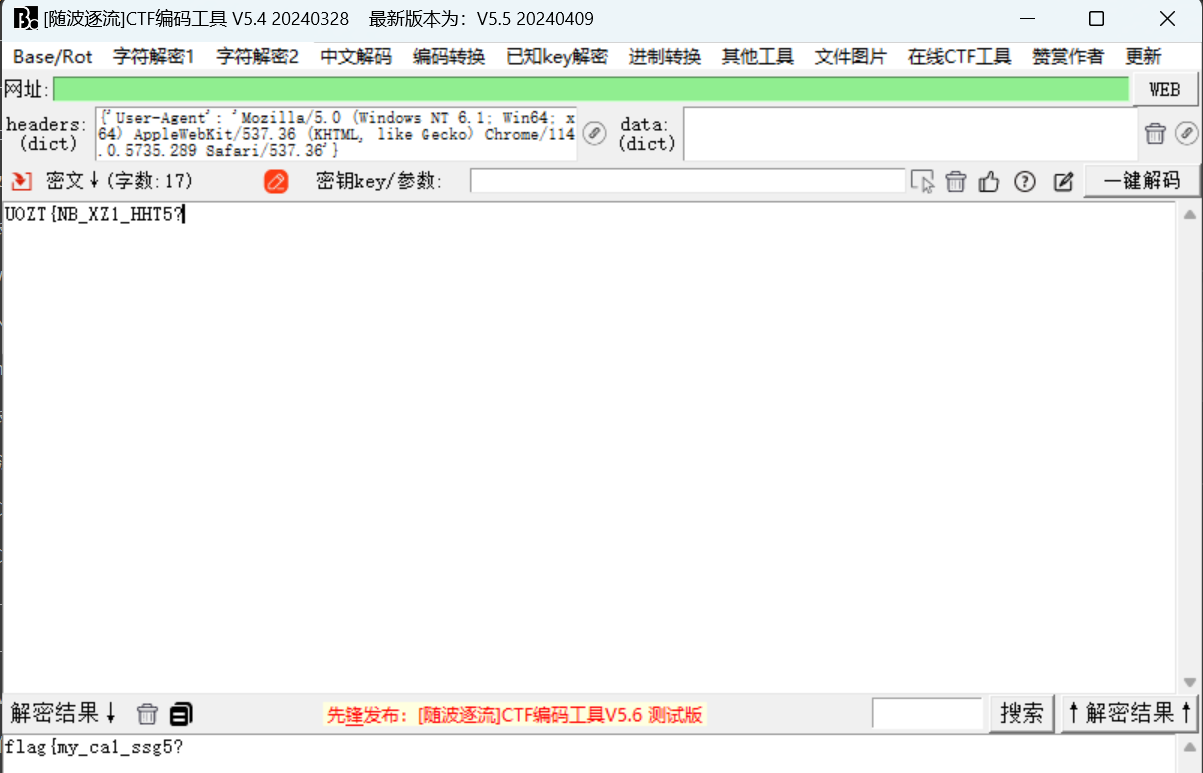 [随波逐流]CTF编码工具 V5.4 20240328 最新版本为：V5.5 20240409
Base/Rot 字符解密1 字符解密2 中文解码 编码转换 已知key解密 进制转换 其他工具 文件图片 在线CTF工具 赞赏作者 更新
网址: WEB
headers: (dict)
{'User-Agent': 'Mozilla/5.0 (Windows NT 6.1; Win64; x
64) AppleWebKit/537.36 (KHTML, like Gecko) Chrome/114
.0.5735.289 Safari/537.36'}
data: (dict)
密文↓(字数:17) 密钥key/参数: 一键解码
UOZT{NB_XZ1_HHT5?
解密结果↓ 先锋发布：[随波逐流]CTF编码工具V5.6 测试版 搜索 ↑解密结果↑
flag{my_ca1_ssg5?